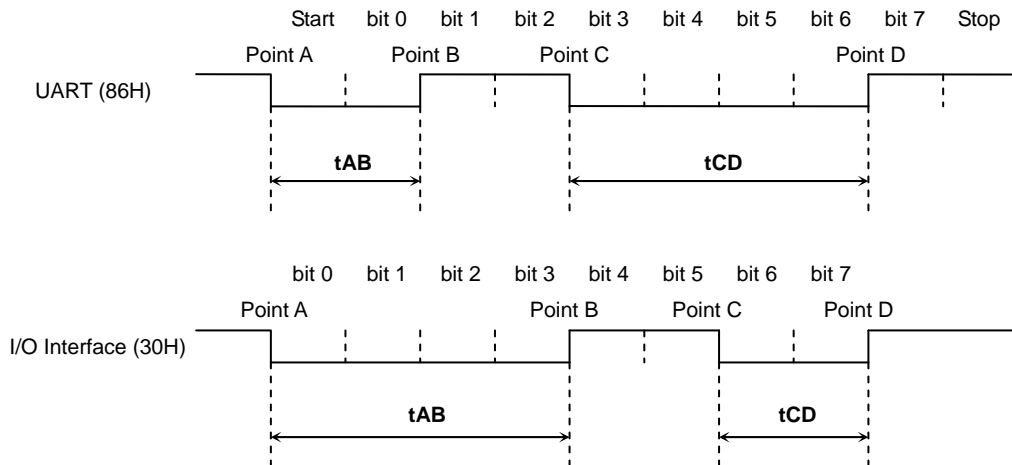 Start bit 0 bit 1 bit 2 bit 3 bit 4 bit 5 bit 6 bit 7 Stop
Point A Point B Point C Point D
UART (86H)
tAB tCD
bit 0 bit 1 bit 2 bit 3 bit 4 bit 5 bit 6 bit 7
Point A Point B Point C Point D
I/O Interface (30H)
tAB tCD